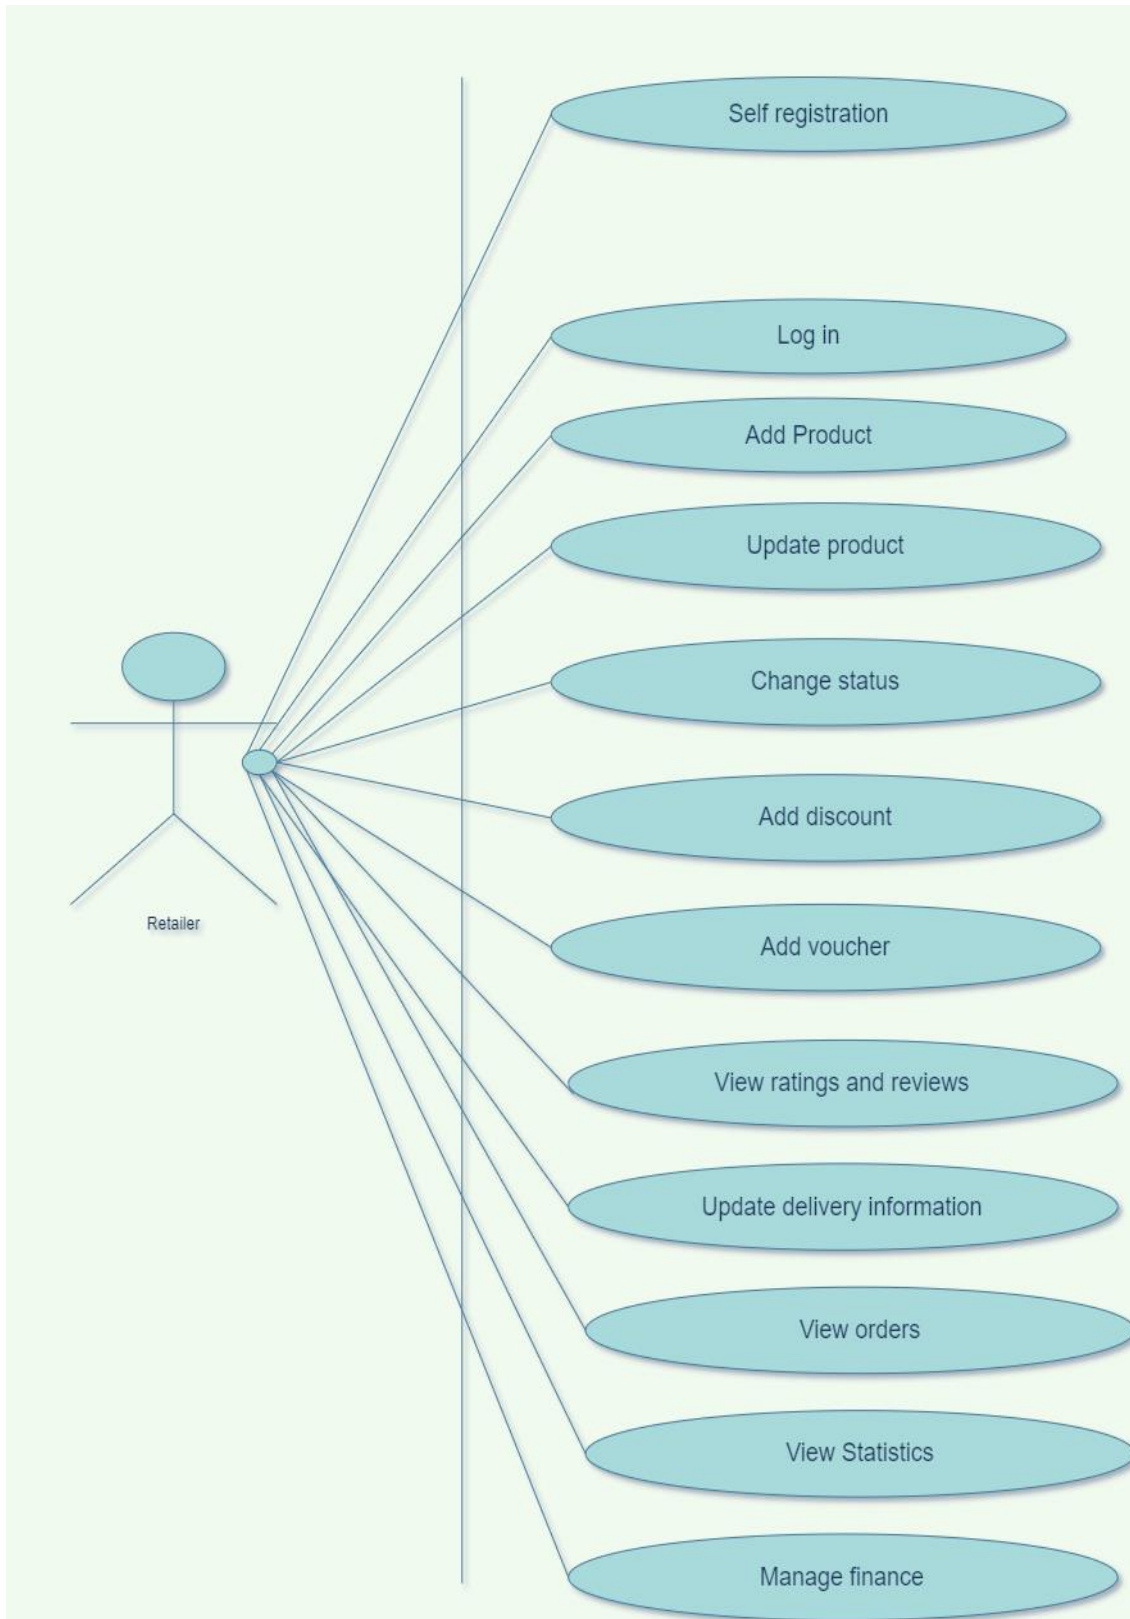 Self registration
Log in
Add Product
Update product
Change status
Add discount
Retailer
Add voucher
View ratings and reviews
Update delivery information
View orders
View Statistics
Manage finance